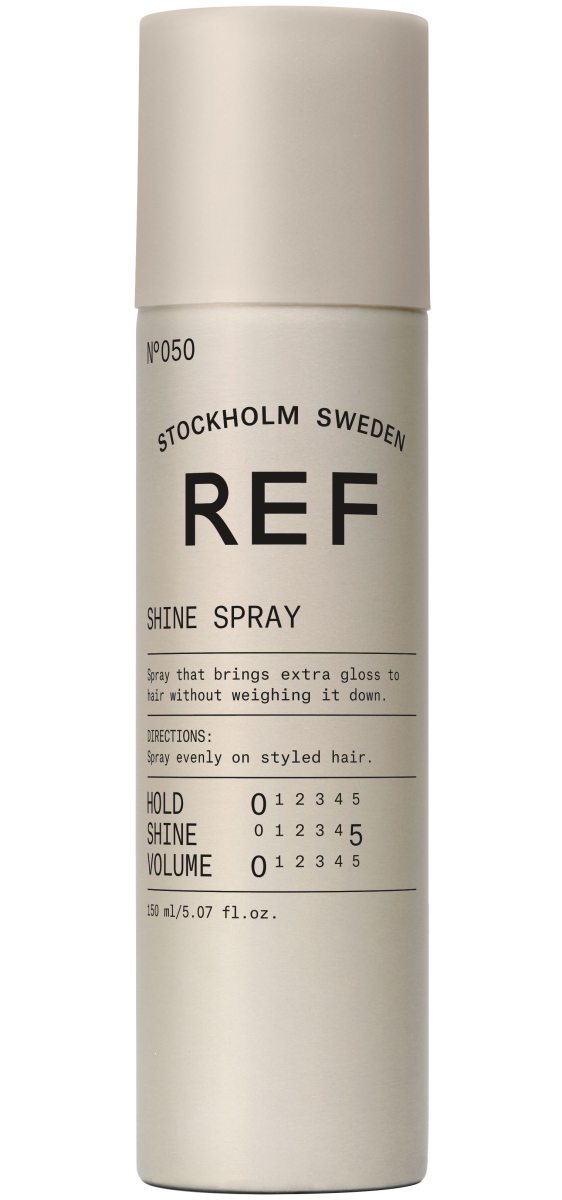 Nº050
STOCKHOLM SWEDEN
REF
SHINE SPRAY
Spray that brings extra gloss to
hair without weighing it down.
DIRECTIONS:
Spray evenly on styled hair.
HOLD 0 1 2 3 4 5
SHINE 0 1 2 3 4 5
VOLUME 0 1 2 3 4 5
150 ml/5.07 fl.oz.